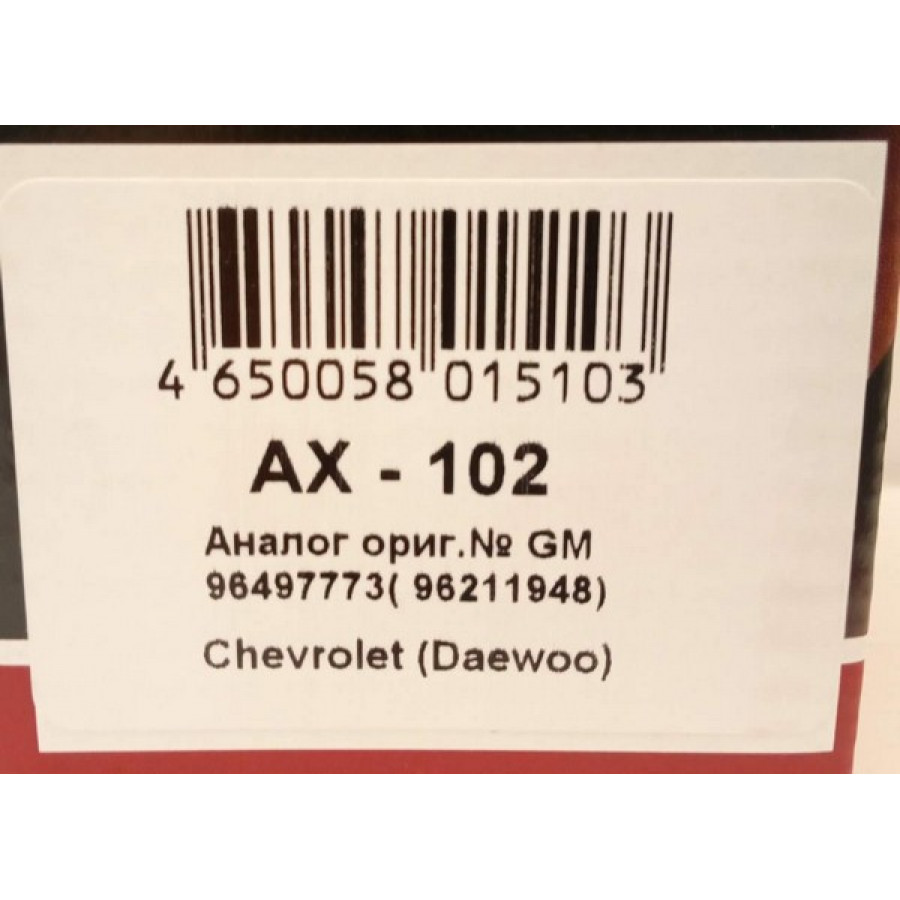 4 650058 015103
AX - 102
Аналог ориг.№ GM
96497773( 96211948)
Chevrolet (Daewoo)